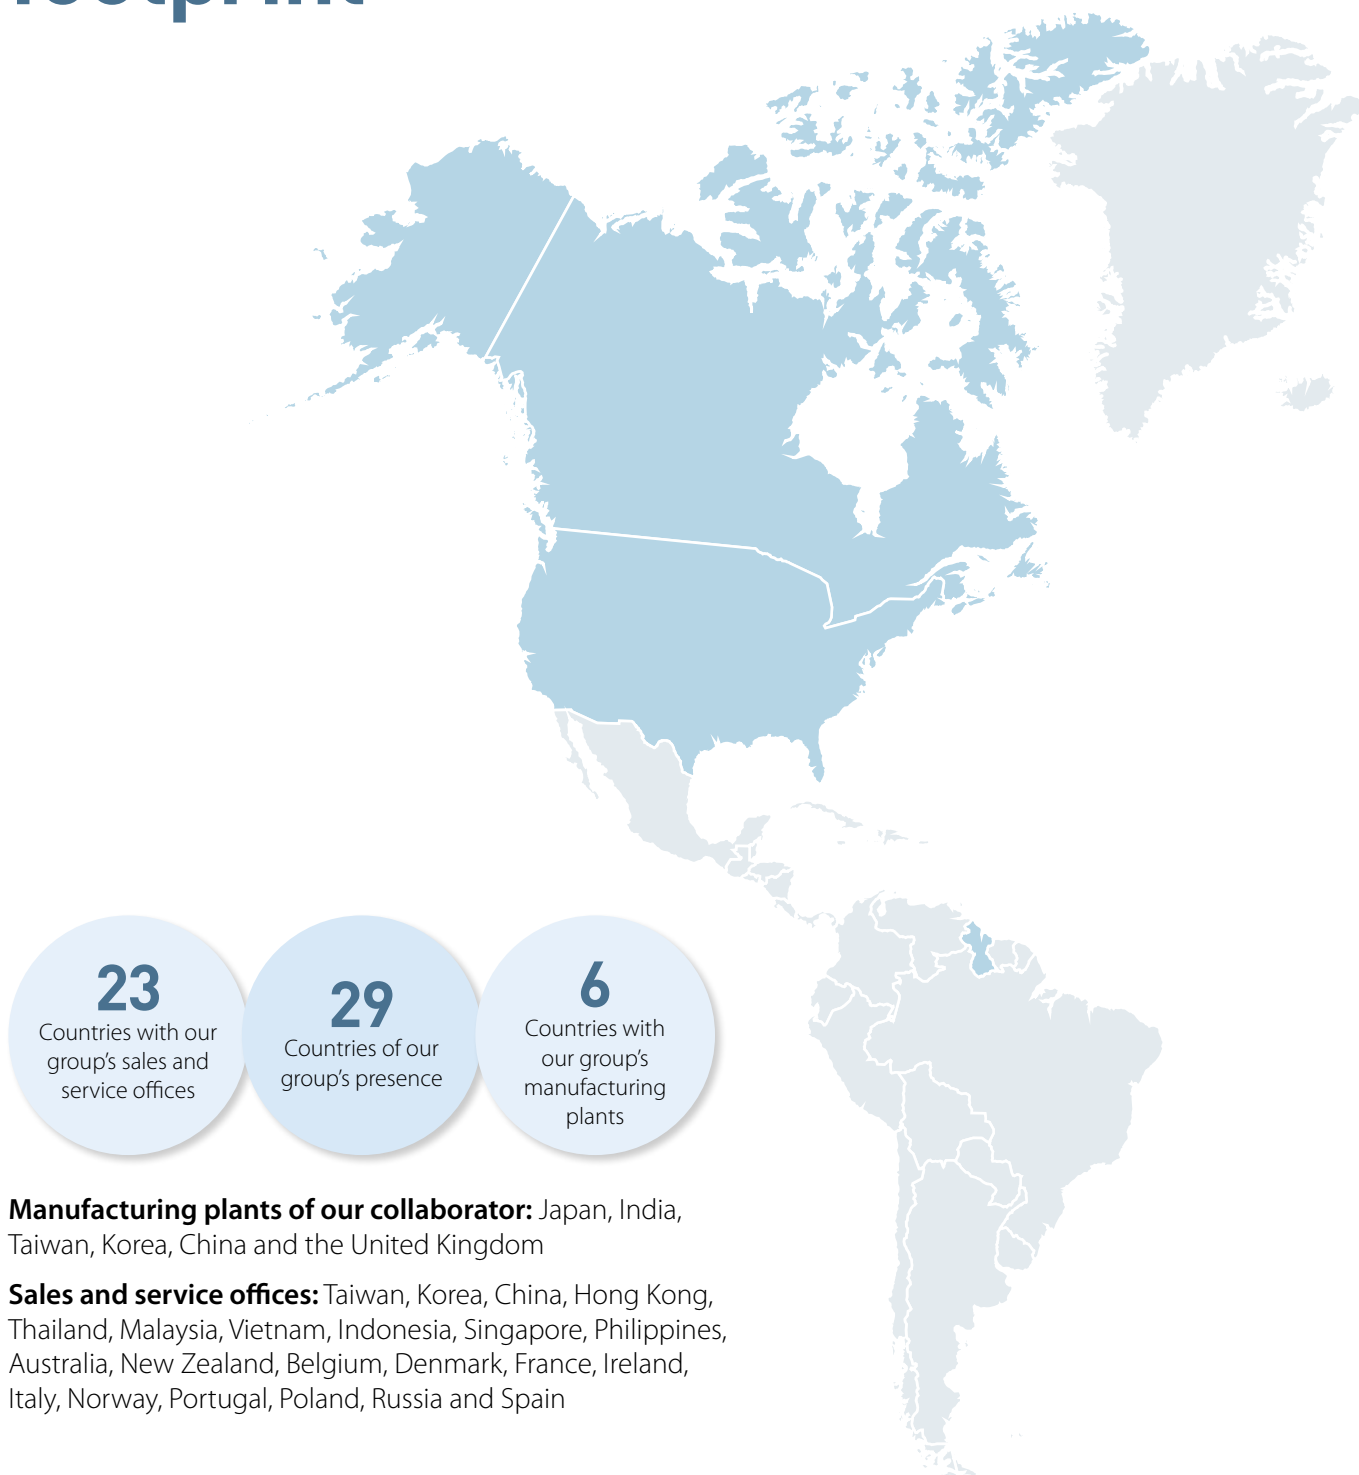 footprint
23
Countries with our
group's sales and
service offices
29
Countries of our
group's presence
6
Countries with
our group's
manufacturing
plants
Manufacturing plants of our collaborator: Japan, India,
Taiwan, Korea, China and the United Kingdom
Sales and service offices: Taiwan, Korea, China, Hong Kong,
Thailand, Malaysia, Vietnam, Indonesia, Singapore, Philippines,
Australia, New Zealand, Belgium, Denmark, France, Ireland,
Italy, Norway, Portugal, Poland, Russia and Spain